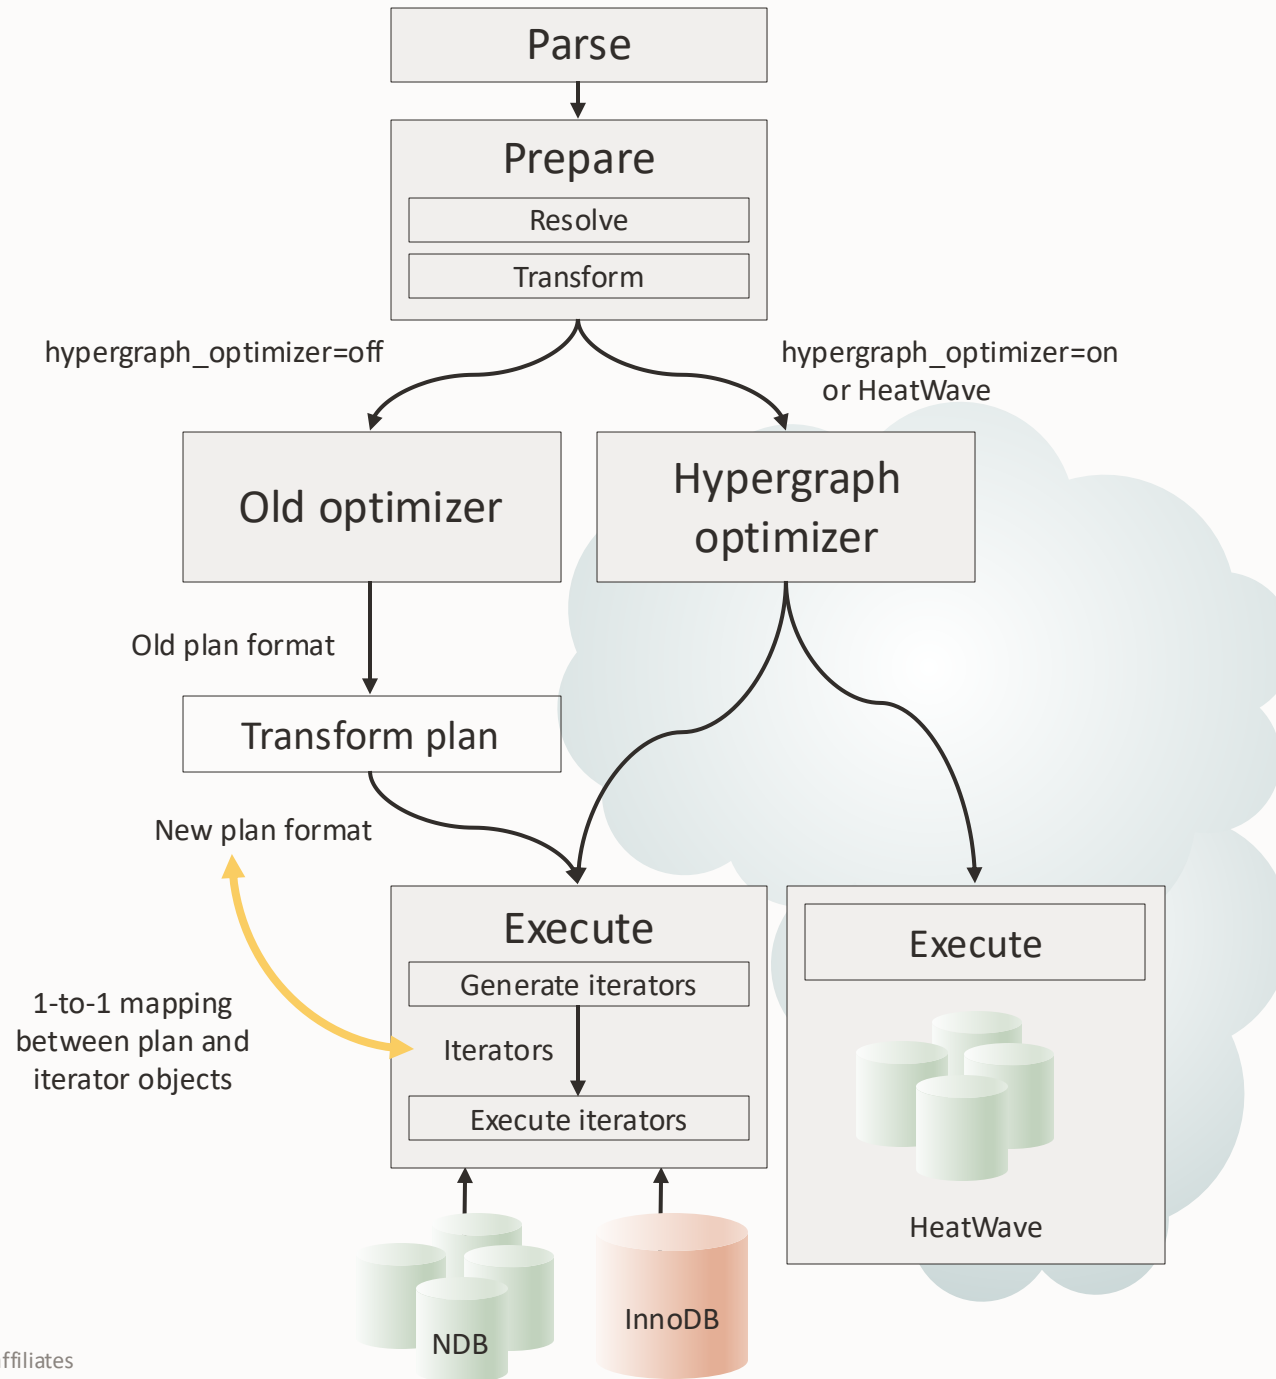 Parse
Prepare
Resolve
Transform
hypergraph_optimizer=off
hypergraph_optimizer=on
or HeatWave
Old optimizer
Hypergraph
optimizer
Old plan format
Transform plan
New plan format
Execute
Generate iterators
Iterators
Execute iterators
1-to-1 mapping
between plan and
iterator objects
Execute
HeatWave
NDB
InnoDB